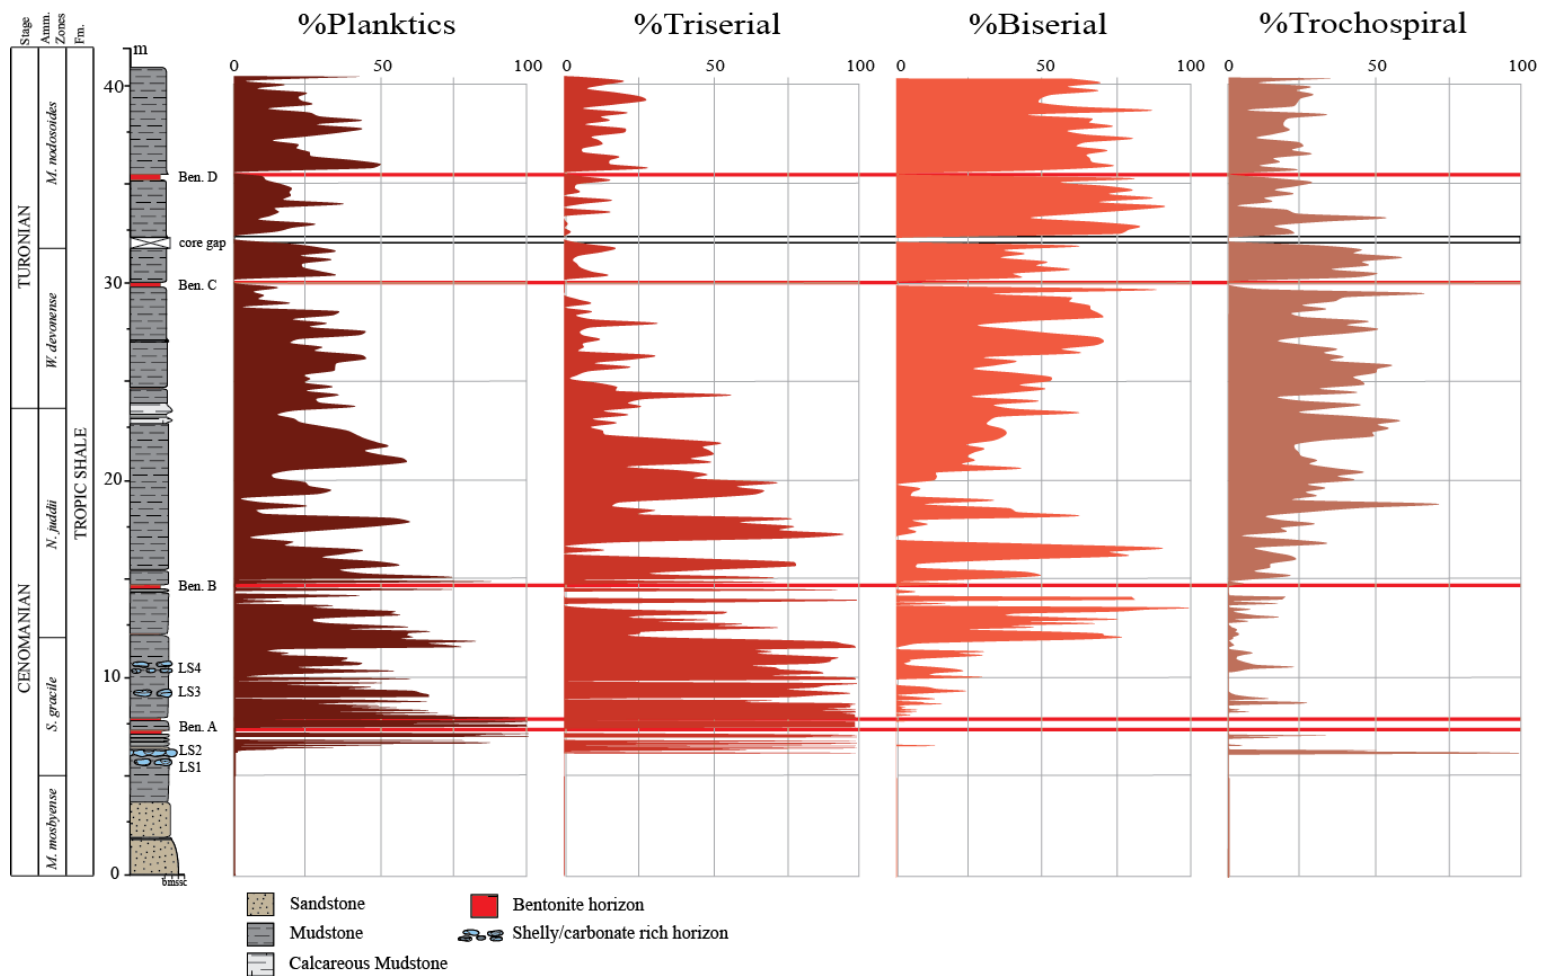 Stage
Amm. Zones
Fm.
%Planktics
%Triserial
%Biserial
%Trochospiral
m
0 50 100
0 50 100
0 50 100
0 50 100
40
30
20
10
0
TURONIAN
CENOMANIAN
M. nodosoides
W. devonense
N. juddii
S. gracile
M. mosbyense
TROPIC SHALE
Ben. D
core gap
Ben. C
Ben. B
LS4
LS3
Ben. A
LS2
LS1
Sandstone
Mudstone
Calcareous Mudstone
Bentonite horizon
Shelly/carbonate rich horizon